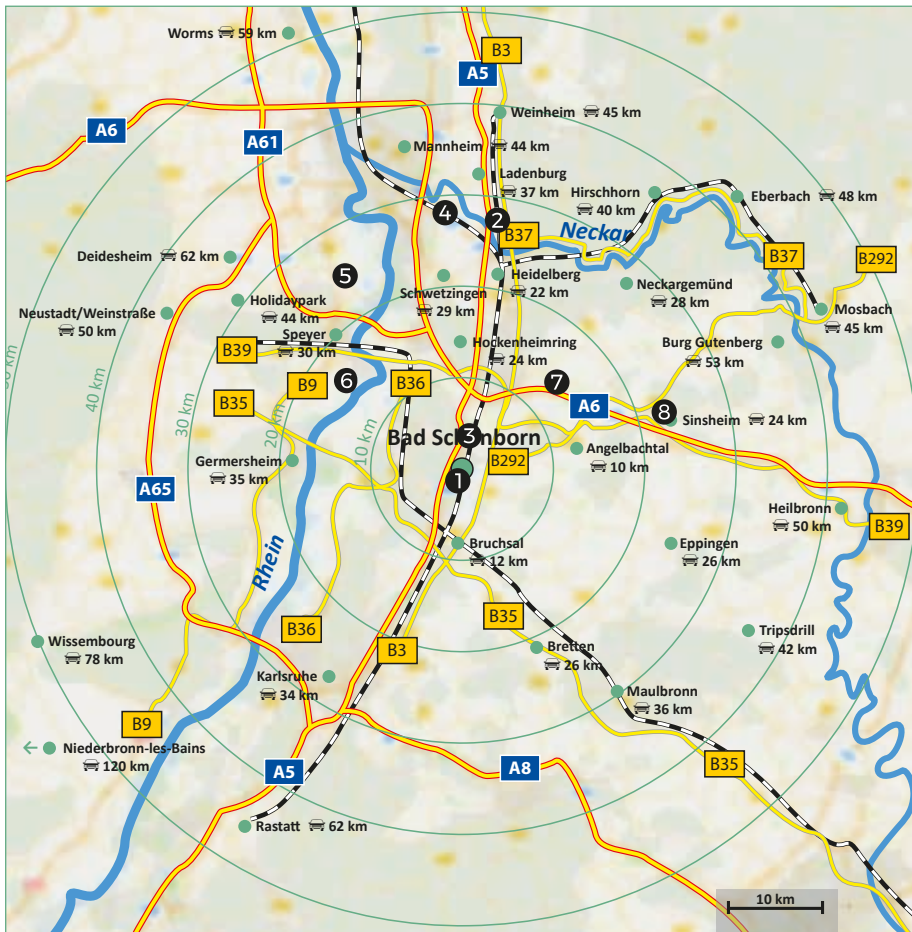 Worms 59 km
B3
A5
A6
A61
Weinheim 45 km
Mannheim 44 km
Ladenburg
37 km
Hirschhorn
40 km
Eberbach 48 km
4
2
B37
Neckar
Deidesheim 62 km
5
B37
B292
Heidelberg
22 km
Schwetzingen
29 km
Neckargemünd
28 km
Holidaypark
44 km
Neustadt/Weinstraße
50 km
Mosbach
45 km
Speyer
30 km
Hockenheimring
24 km
Burg Gutenberg
53 km
B39
40 km
30 km
20 km
10 km
B35
B9
6
B36
7
A6
8
Sinsheim 24 km
3
Bad Schönborn
1
B292
Angelbachtal
10 km
Germersheim
35 km
A65
Heilbronn
50 km
B39
Bruchsal
12 km
Eppingen
26 km
Rhein
B36
B35
B3
Wissembourg
78 km
Tripsdrill
42 km
Bretten
26 km
Karlsruhe
34 km
Maulbronn
36 km
B9
Niederbronn-les-Bains
120 km
A5
A8
B35
Rastatt 62 km
10 km